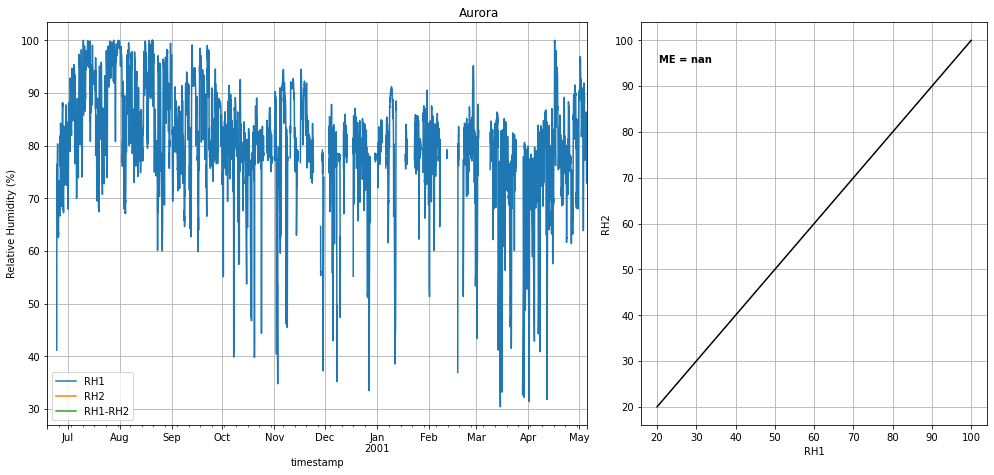 Aurora
Relative Humidity (%)
100
90
80
70
60
50
40
30
RH1
RH2
RH1-RH2
Jul Aug Sep Oct Nov Dec Jan Feb Mar Apr May
2001
timestamp
ME = nan
RH2
100
90
80
70
60
50
40
30
20
20 30 40 50 60 70 80 90 100
RH1